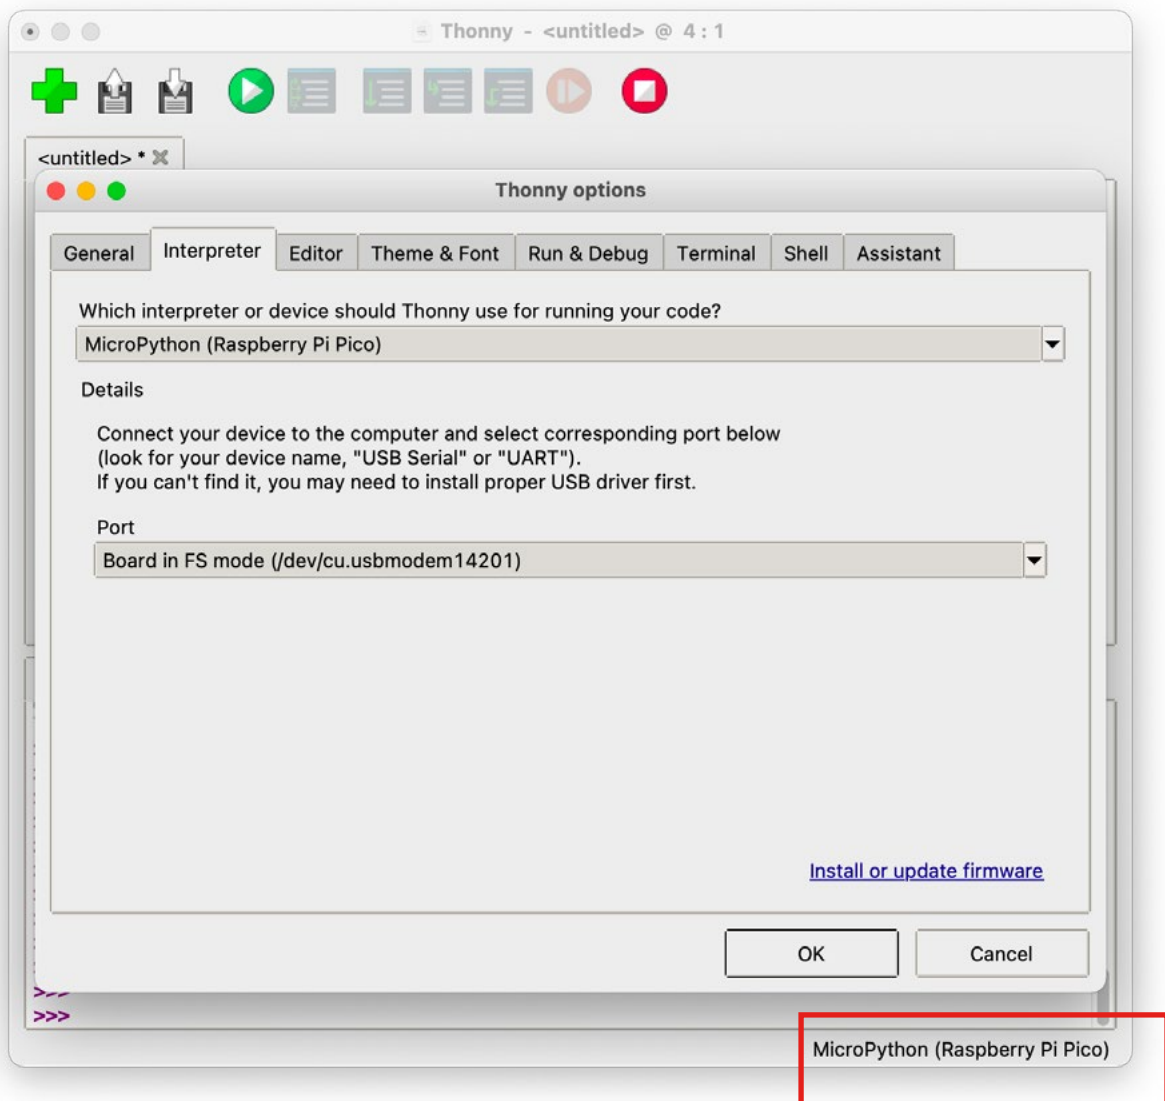 Thonny - <untitled> @ 4 : 1
<untitled> *
Thonny options
General Interpreter Editor Theme & Font Run & Debug Terminal Shell Assistant
Which interpreter or device should Thonny use for running your code?
MicroPython (Raspberry Pi Pico)
Details
Connect your device to the computer and select corresponding port below
(look for your device name, "USB Serial" or "UART").
If you can't find it, you may need to install proper USB driver first.
Port
Board in FS mode (/dev/cu.usbmodem14201)
Install or update firmware
OK Cancel
>>>
>>>
MicroPython (Raspberry Pi Pico)